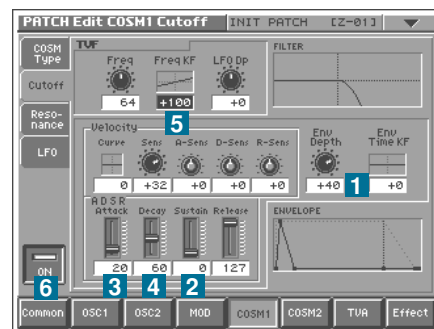 PATCH Edit COSM1 Cutoff INIT PATCH [Z-01]
COSM Type
Cutoff
Reso-nance
LFO
TVF
Freq Freq KF LFO Dp
64 +100 +0
5
FILTER
Velocity
Curve Sens A-Sens D-Sens R-Sens
0 +32 +0 +0 +0
Env Depth Env Time KF
+40 1 +0
ADSR
Attack Decay Sustain Release
20 60 0 127
3 4 2
ENVELOPE
ON
6
Common OSC1 OSC2 MOD COSM1 COSM2 TVA Effect